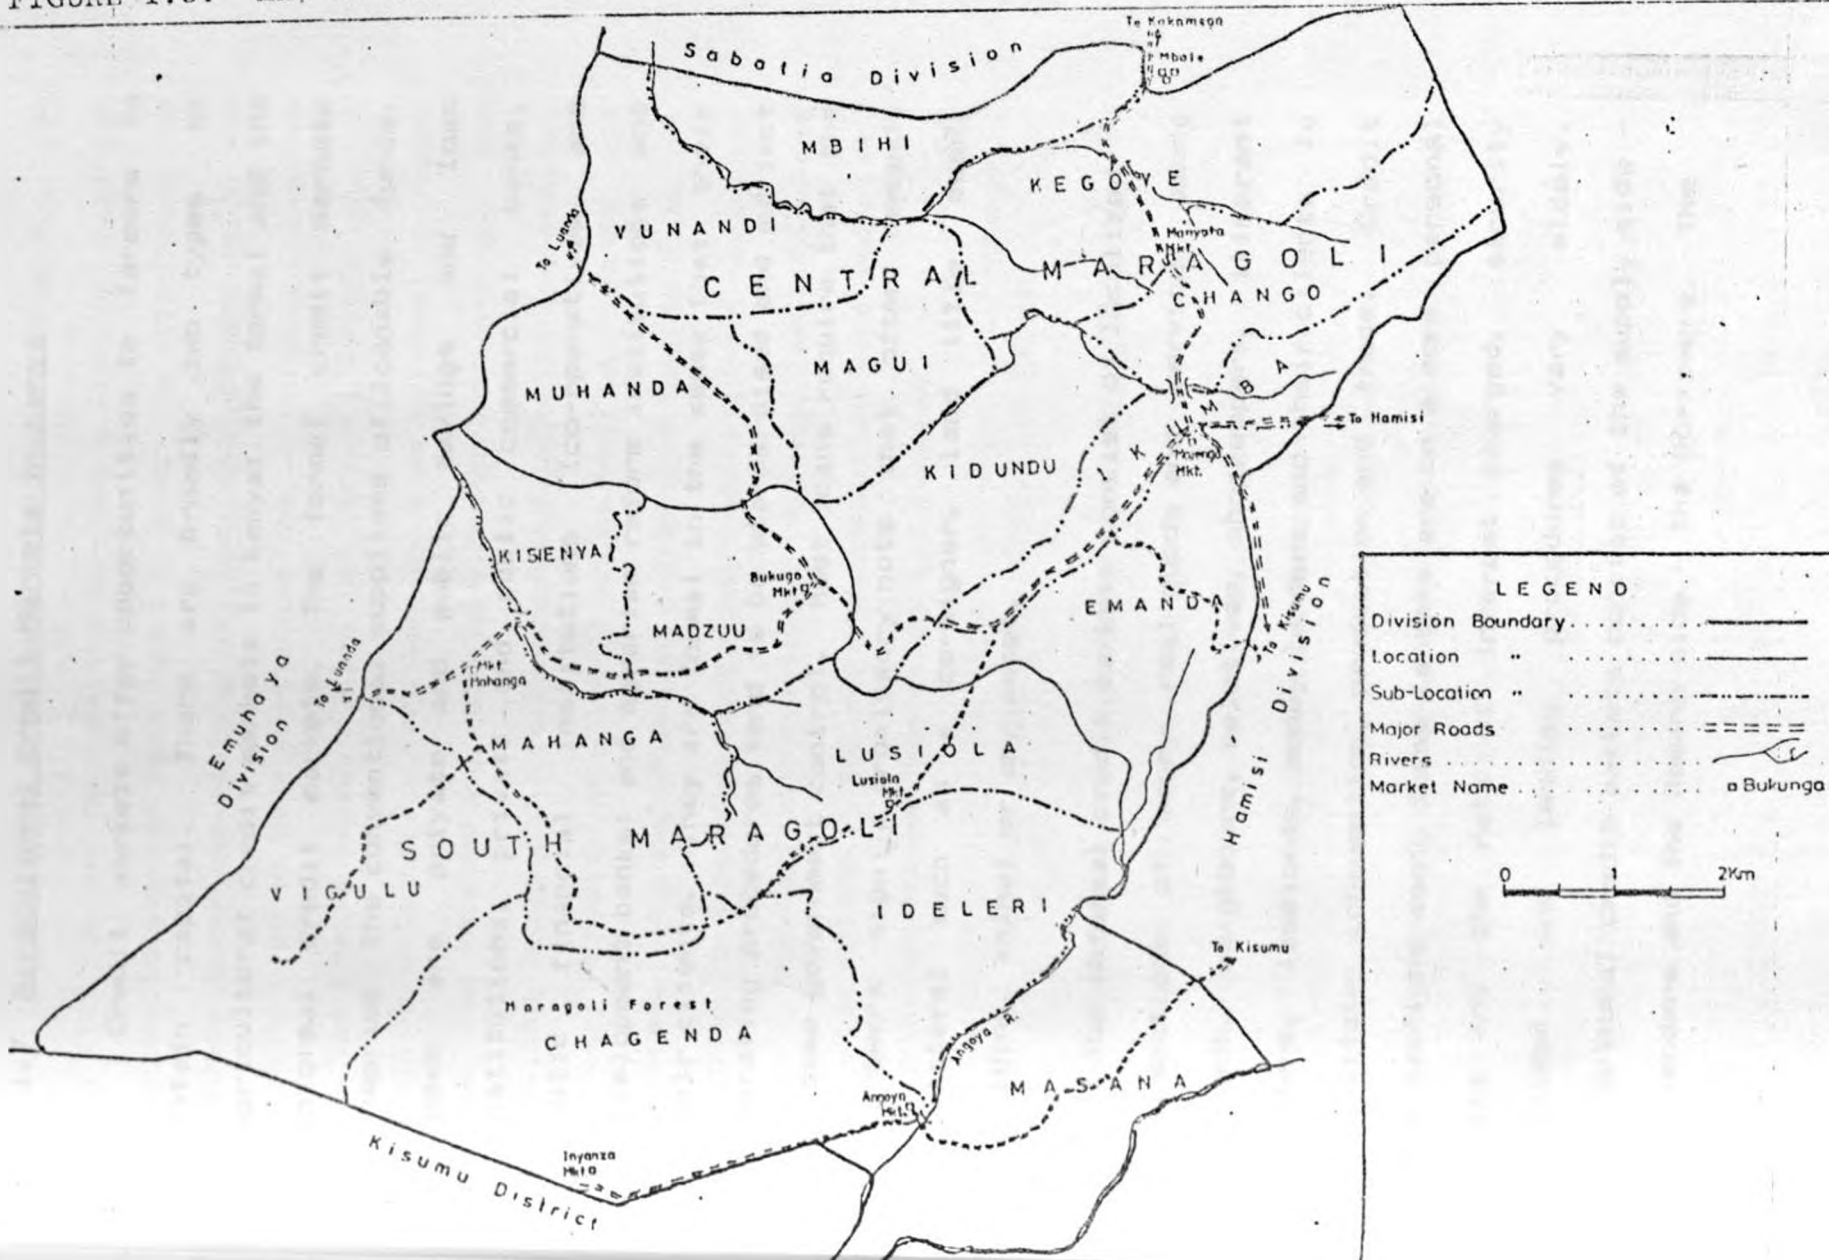 FIGURE 1.3.
To Kakamega
Mbale
Sabatia Division
MBIHI
KEGOYE
To Luanda
VUNANDI
Manyata
Mkt.
CENTRAL MARAGOLI
CHANGO
MAGUI
MUHANDA
IKUMBA
To Hamisi
KIDUNDU
Mkt.
KISIENYA
Bukuga
Mkt
EMANDA
MADZUU
To Kisumu
Hamisi Division
Emuhaya
Division
To Luanda
Mkt
Mahanga
MAHANGA
LUSIOLA
Lusiola
Mkt
SOUTH MARAGOLI
VIGULU
IDELERI
To Kisumu
Maragoli Forest
CHAGENDA
Angoya R.
MASANA
Angoya
Mkt.
Inyanza
Mkt
Kisumu District
LEGEND
Division Boundary
Location "
Sub-Location "
Major Roads
Rivers
Market Name Bukunga
0 2Km